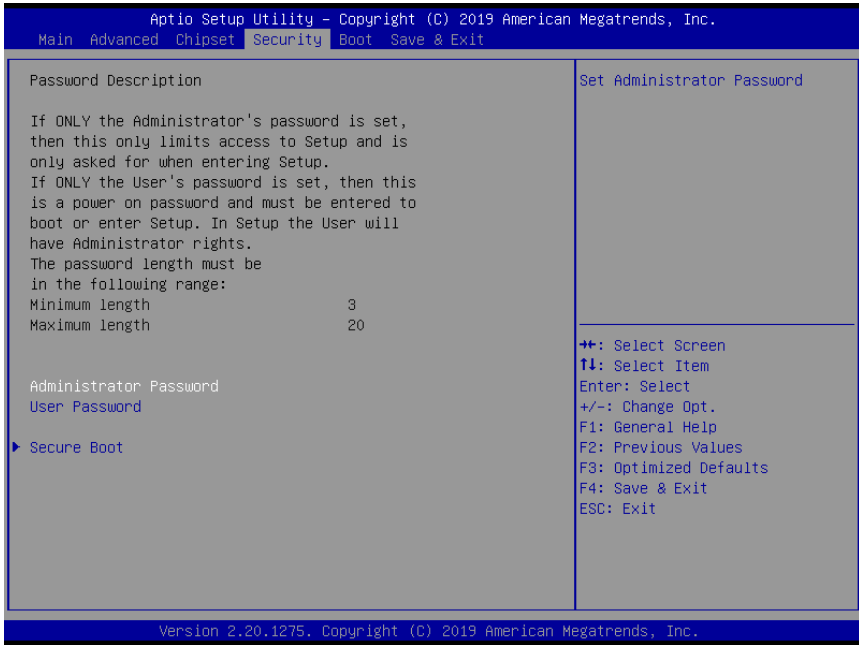 Aptio Setup Utility – Copyright (C) 2019 American Megatrends, Inc.
Main Advanced Chipset Security Boot Save & Exit
Password Description
If ONLY the Administrator's password is set,
then this only limits access to Setup and is
only asked for when entering Setup.
If ONLY the User's password is set, then this
is a power on password and must be entered to
boot or enter Setup. In Setup the User will
have Administrator rights.
The password length must be
in the following range:
Minimum length 3
Maximum length 20
Administrator Password
User Password
Secure Boot
Set Administrator Password
→←: Select Screen
↑↓: Select Item
Enter: Select
+/-: Change Opt.
F1: General Help
F2: Previous Values
F3: Optimized Defaults
F4: Save & Exit
ESC: Exit
Version 2.20.1275. Copyright (C) 2019 American Megatrends, Inc.